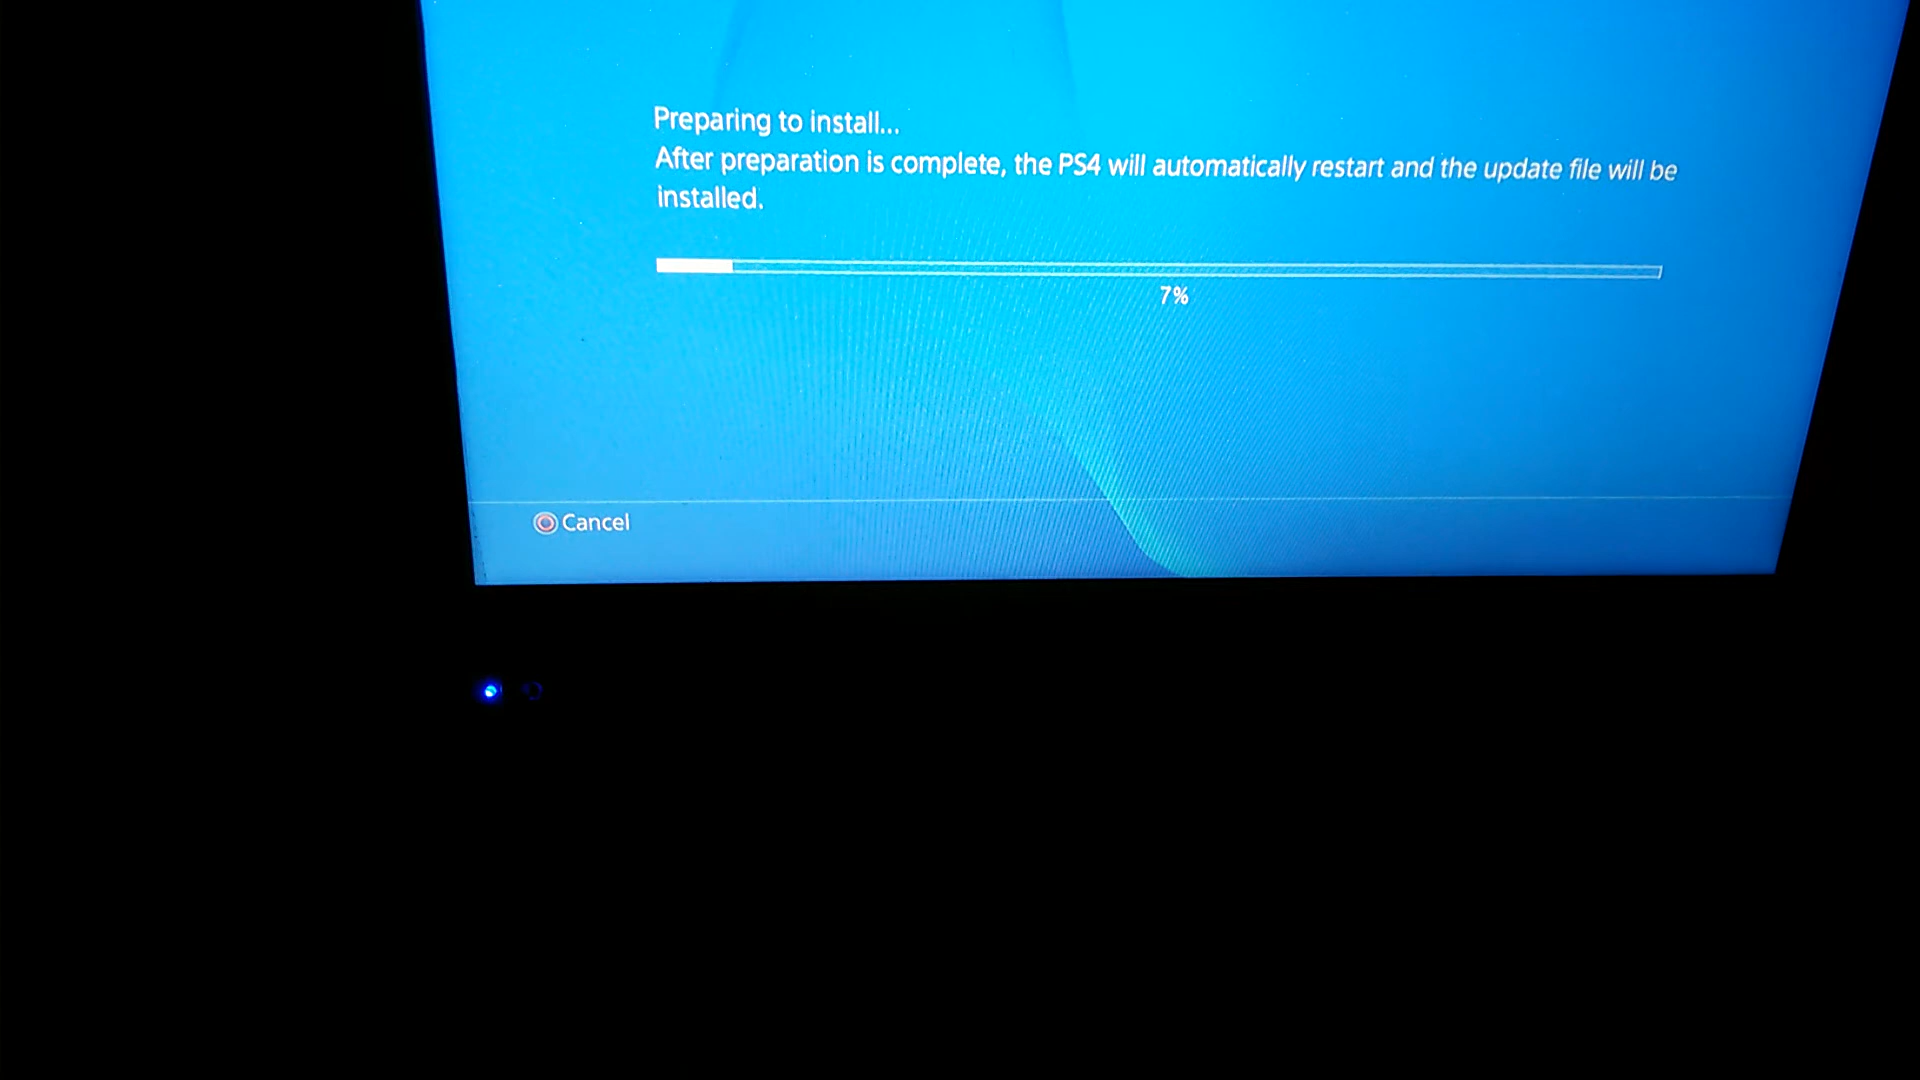 Preparing to install...
After preparation is complete, the PS4 will automatically restart and the update file will be
installed.
7%
Cancel